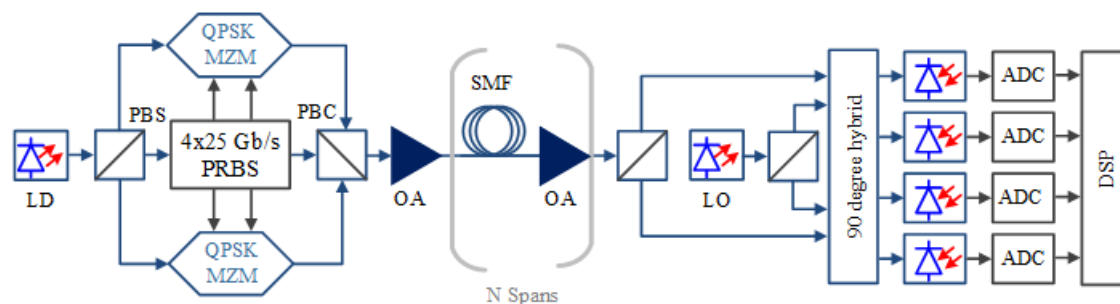 QPSK
MZM
PBS
PBC
4x25 Gb/s
PRBS
LD
QPSK
MZM
OA
SMF
OA
N Spans
LO
90 degree hybrid
ADC
ADC
ADC
ADC
DSP